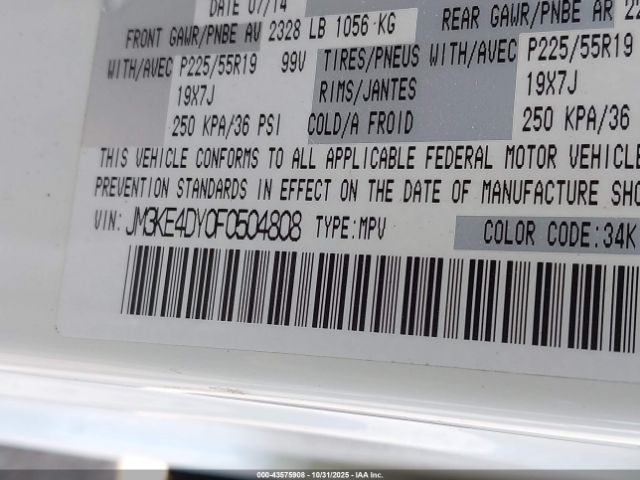 DATE 07/14
FRONT GAWR/PNBE AV 2328 LB 1056 KG REAR GAWR/PNBE AR
WITH/AVEC P225/55R19 99V TIRES/PNEUS WITH/AVEC P225/55R19
19X7J RIMS/JANTES 19X7J
250 KPA/36 PSI COLD/A FROID 250 KPA/36
THIS VEHICLE CONFORMS TO ALL APPLICABLE FEDERAL MOTOR VEHICLE
PREVENTION STANDARDS IN EFFECT ON THE DATE OF MANUFACTURE SHO
VIN: JM3KE4DY0F0504808 TYPE:MPV COLOR CODE:34K
000-43575908 - 10/31/2025 - IAA Inc.